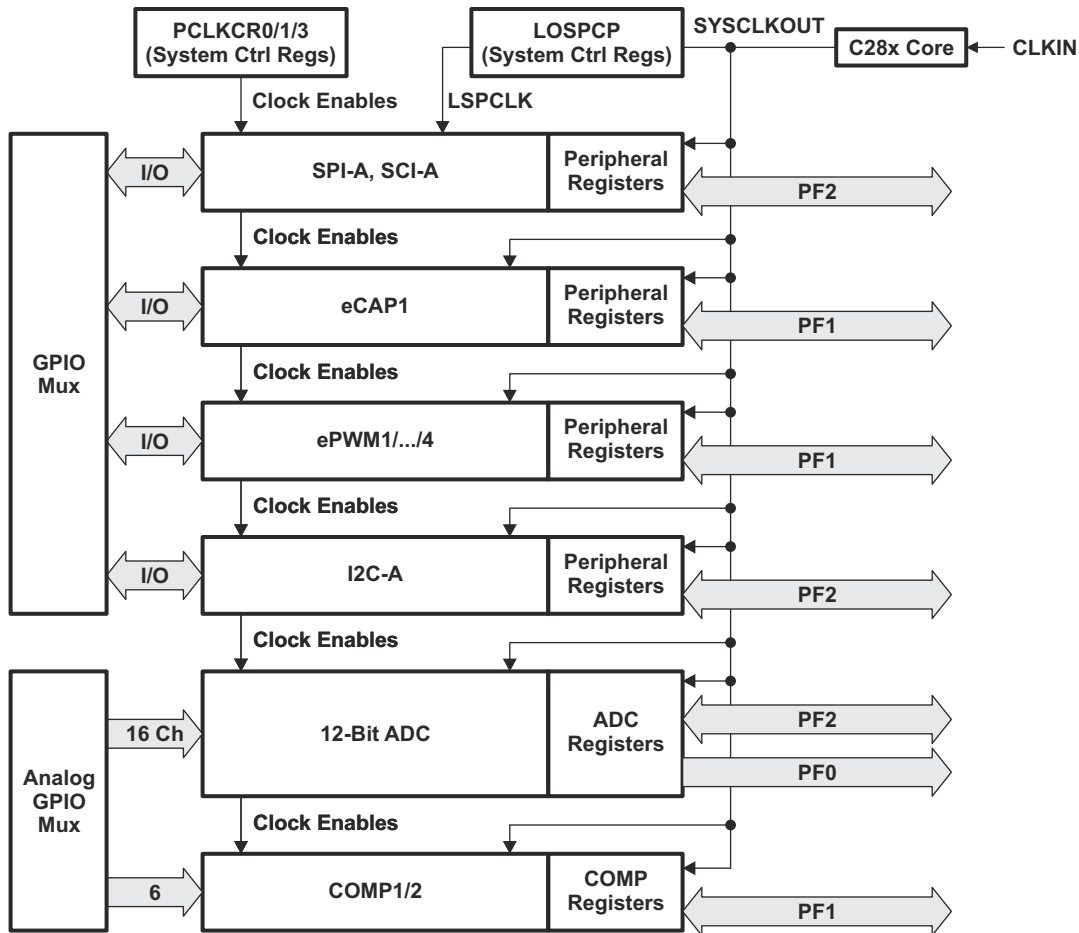 PCLKCR0/1/3
(System Ctrl Regs)
LOSPCP
(System Ctrl Regs)
SYSCLKOUT
C28x Core
CLKIN
Clock Enables
LSPCLK
I/O
SPI-A, SCI-A
Peripheral
Registers
PF2
Clock Enables
I/O
eCAP1
Peripheral
Registers
PF1
Clock Enables
GPIO
Mux
I/O
ePWM1/.../4
Peripheral
Registers
PF1
Clock Enables
I/O
I2C-A
Peripheral
Registers
PF2
Clock Enables
16 Ch
12-Bit ADC
ADC
Registers
PF2
PF0
Analog
GPIO
Mux
Clock Enables
6
COMP1/2
COMP
Registers
PF1